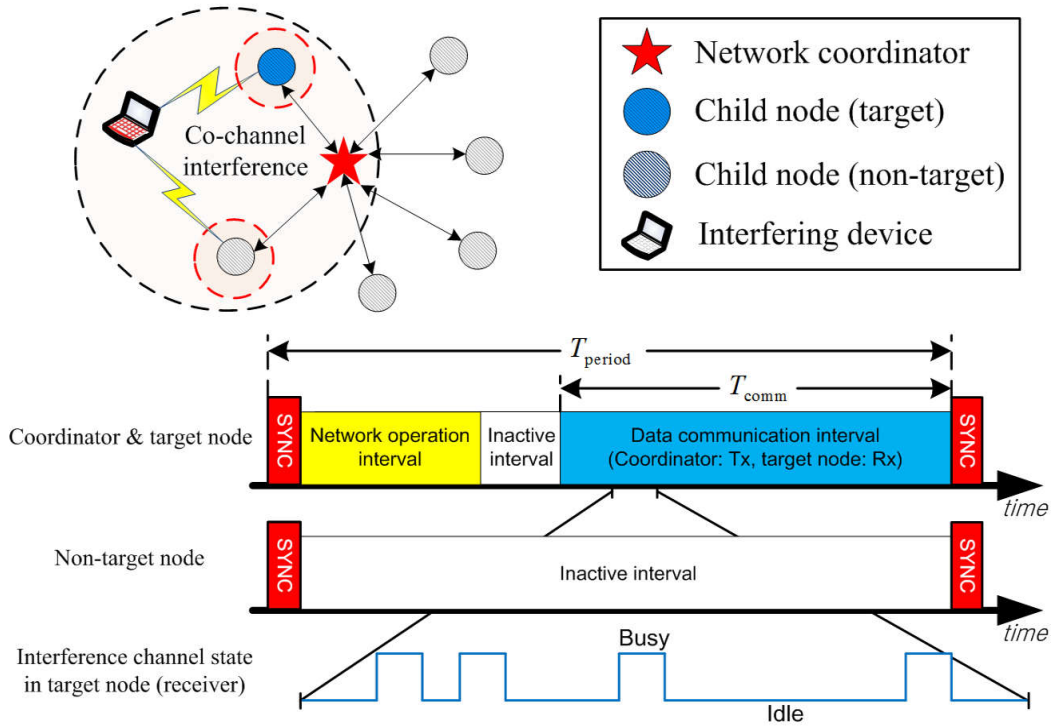 Co-channel
interference
Network coordinator
Child node (target)
Child node (non-target)
Interfering device
T_period
T_comm
Coordinator & target node
SYNC
Network operation
interval
Inactive
interval
Data communication interval
(Coordinator: Tx, target node: Rx)
SYNC
time
Non-target node
SYNC
Inactive interval
SYNC
time
Interference channel state
in target node (receiver)
Busy
Idle